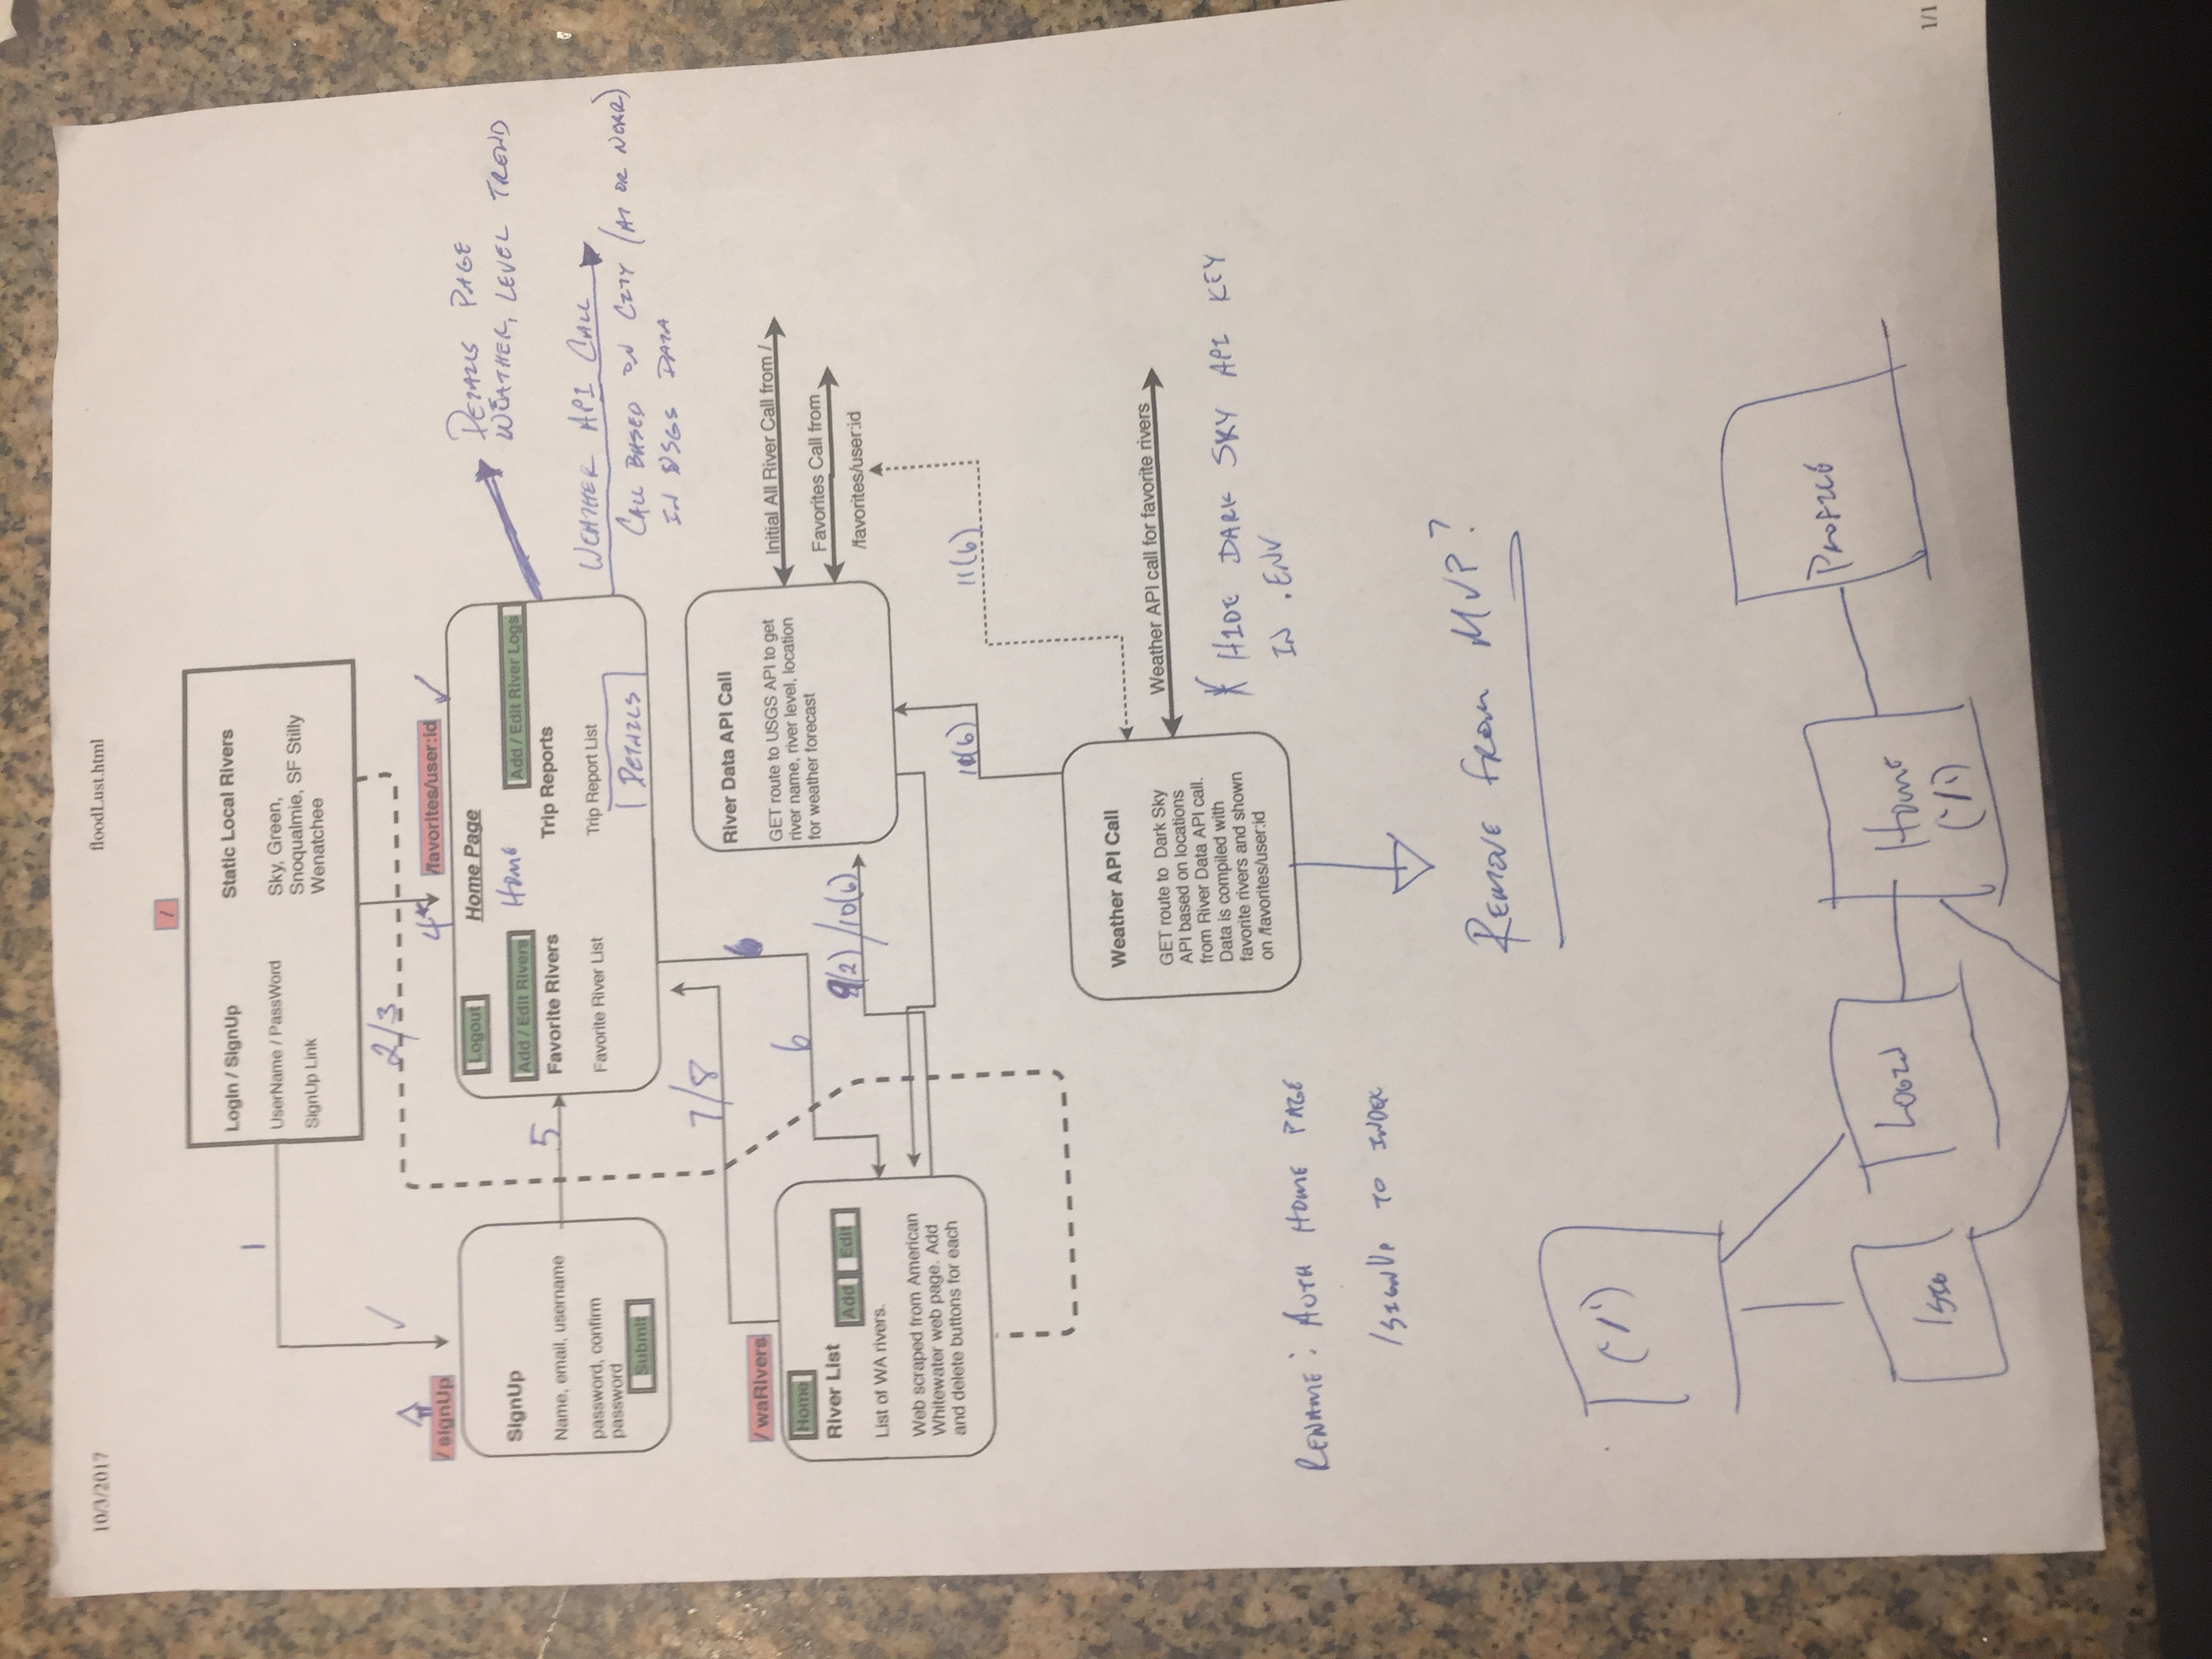 10/3/2017
floodLust.html
/
LogIn / SignUp
UserName / PassWord
SignUp Link
Static Local Rivers
Sky, Green,
Snoqualmie, SF Stilly
Wenatchee
1
2/3
4*
/signUp
SignUp
Name, email, username
password, confirm
password
Submit
5
/favorites/user:id
Logout
Home Page
HOME
Add / Edit Rivers
Add / Edit River Logs
Favorite Rivers
Trip Reports
Favorite River List
Trip Report List
DETAILS
DETAILS PAGE
WEATHER, LEVEL TREND
WEATHER API CALL
CALL BASED ON CITY (AT OR NEAR)
IN USGS DATA
7/8
6
6
/waRivers
Home
River List
Add
Edit
List of WA rivers.
Web scraped from American
Whitewater web page. Add
and delete buttons for each
9(2)/10(6)
River Data API Call
GET route to USGS API to get
river name, river level, location
for weather forecast
Initial All River Call from /
Favorites Call from
/favorites/user:id
11(6)
Weather API Call
GET route to Dark Sky
API based on locations
from River Data API call.
Data is compiled with
favorite rivers and shown
on /favorites/user:id
Weather API call for favorite rivers
* HIDE DARK SKY API KEY
IN .ENV
RENAME: AUTH HOME PAGE
/SIGNUP TO INDEX
REMOVE FROM MVP?
('/')
LOGIN
HOME
('/')
PROFILE
1/1